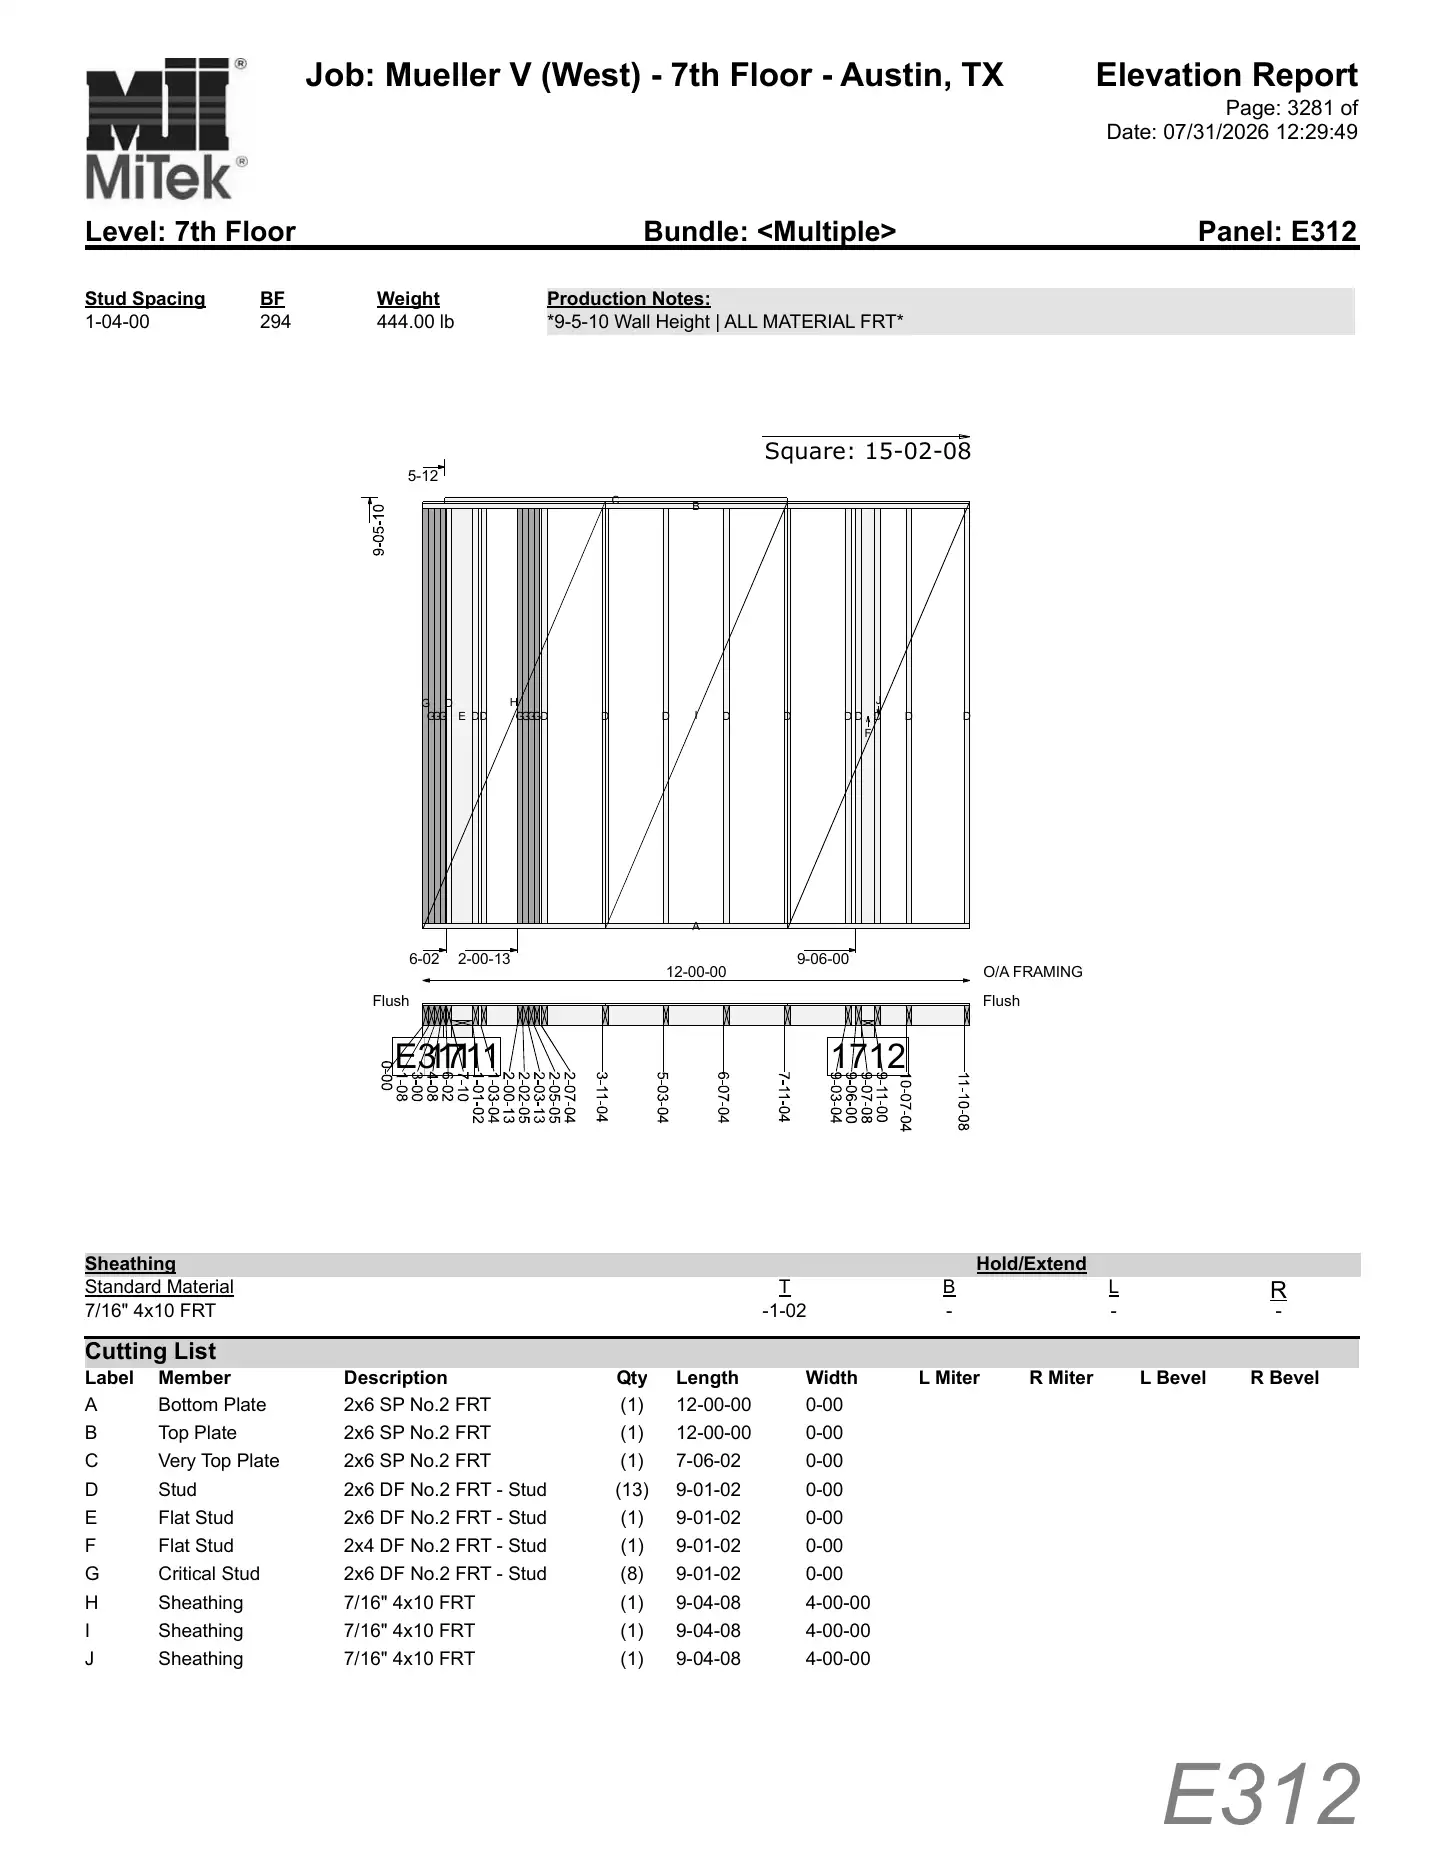 Job: Mueller V (West) - 7th Floor - Austin, TX
Elevation Report
Page: 3281 of
Date: 07/31/2026 12:29:49
MiTek®
Level: 7th Floor Bundle: <Multiple> Panel: E312
Stud Spacing BF Weight Production Notes:
1-04-00 294 444.00 lb *9-5-10 Wall Height | ALL MATERIAL FRT*
Square: 15-02-08
5-12
9-05-10
C
B
G D H J
GGG E D D GGGG D D D I D D D D D D
F
A
6-02 2-00-13 9-06-00
12-00-00 O/A FRAMING
Flush Flush
1712
0-00 1-08 3-00 4-08 6-02 7-10 1-01-02 1-03-04 2-00-13 2-02-05 2-03-13 2-05-05 2-07-04 3-11-04 5-03-04 6-07-04 7-11-04 9-03-04 9-06-00 9-07-08 9-11-00 10-07-04 11-10-08
Sheathing Hold/Extend
Standard Material T B L R
7/16" 4x10 FRT -1-02 - - -
Cutting List
Label Member Description Qty Length Width L Miter R Miter L Bevel R Bevel
A Bottom Plate 2x6 SP No.2 FRT (1) 12-00-00 0-00
B Top Plate 2x6 SP No.2 FRT (1) 12-00-00 0-00
C Very Top Plate 2x6 SP No.2 FRT (1) 7-06-02 0-00
D Stud 2x6 DF No.2 FRT - Stud (13) 9-01-02 0-00
E Flat Stud 2x6 DF No.2 FRT - Stud (1) 9-01-02 0-00
F Flat Stud 2x4 DF No.2 FRT - Stud (1) 9-01-02 0-00
G Critical Stud 2x6 DF No.2 FRT - Stud (8) 9-01-02 0-00
H Sheathing 7/16" 4x10 FRT (1) 9-04-08 4-00-00
I Sheathing 7/16" 4x10 FRT (1) 9-04-08 4-00-00
J Sheathing 7/16" 4x10 FRT (1) 9-04-08 4-00-00
E312